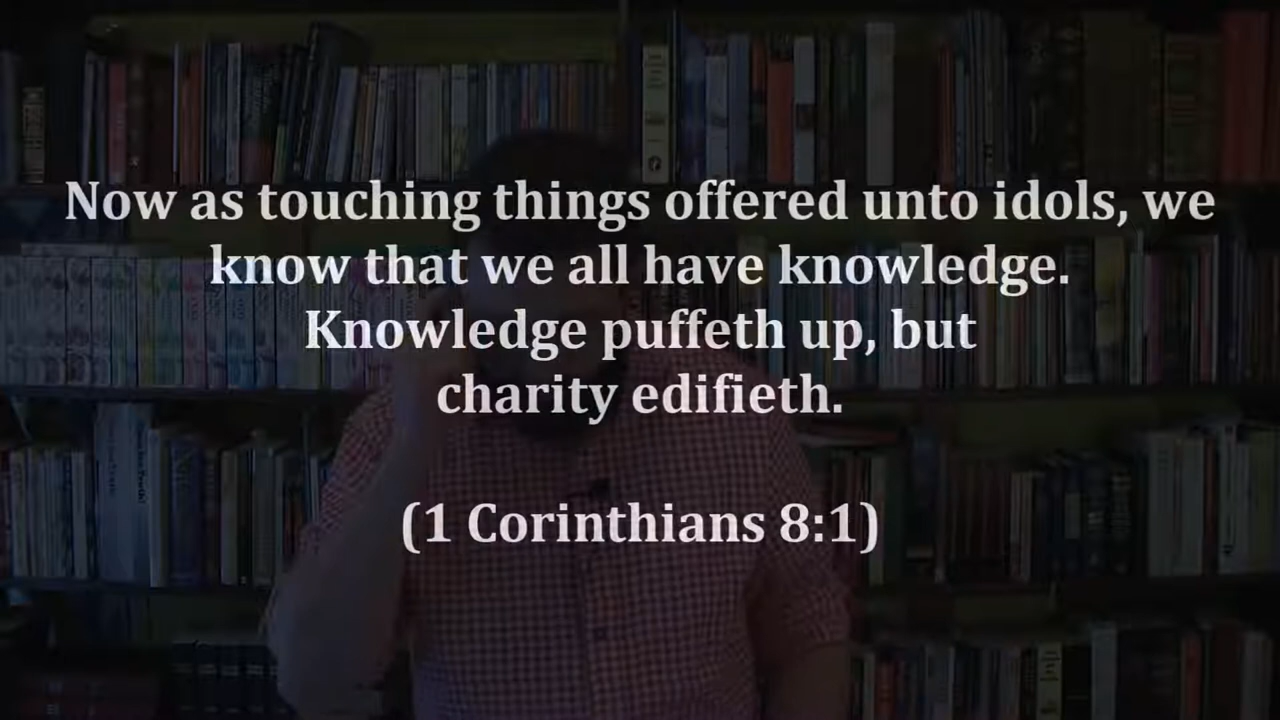 Now as touching things offered unto idols, we
know that we all have knowledge.
Knowledge puffeth up, but
charity edifieth.
(1 Corinthians 8:1)